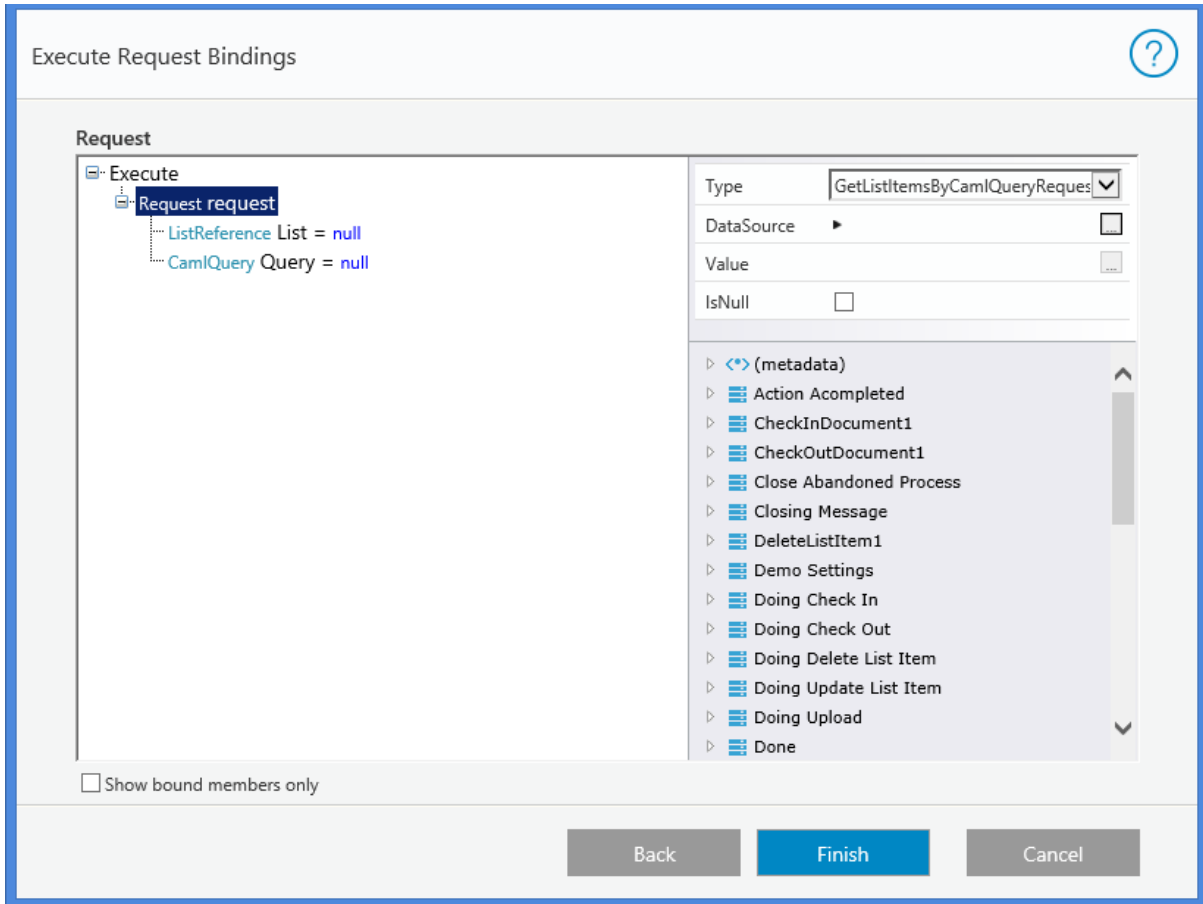 Execute Request Bindings
?
Request
Execute
Request request
ListReference List = null
CamlQuery Query = null
Type GetListItemsByCamlQueryReques
DataSource ...
Value ...
IsNull
(metadata)
Action Acompleted
CheckInDocument1
CheckOutDocument1
Close Abandoned Process
Closing Message
DeleteListItem1
Demo Settings
Doing Check In
Doing Check Out
Doing Delete List Item
Doing Update List Item
Doing Upload
Done
Show bound members only
Back Finish Cancel